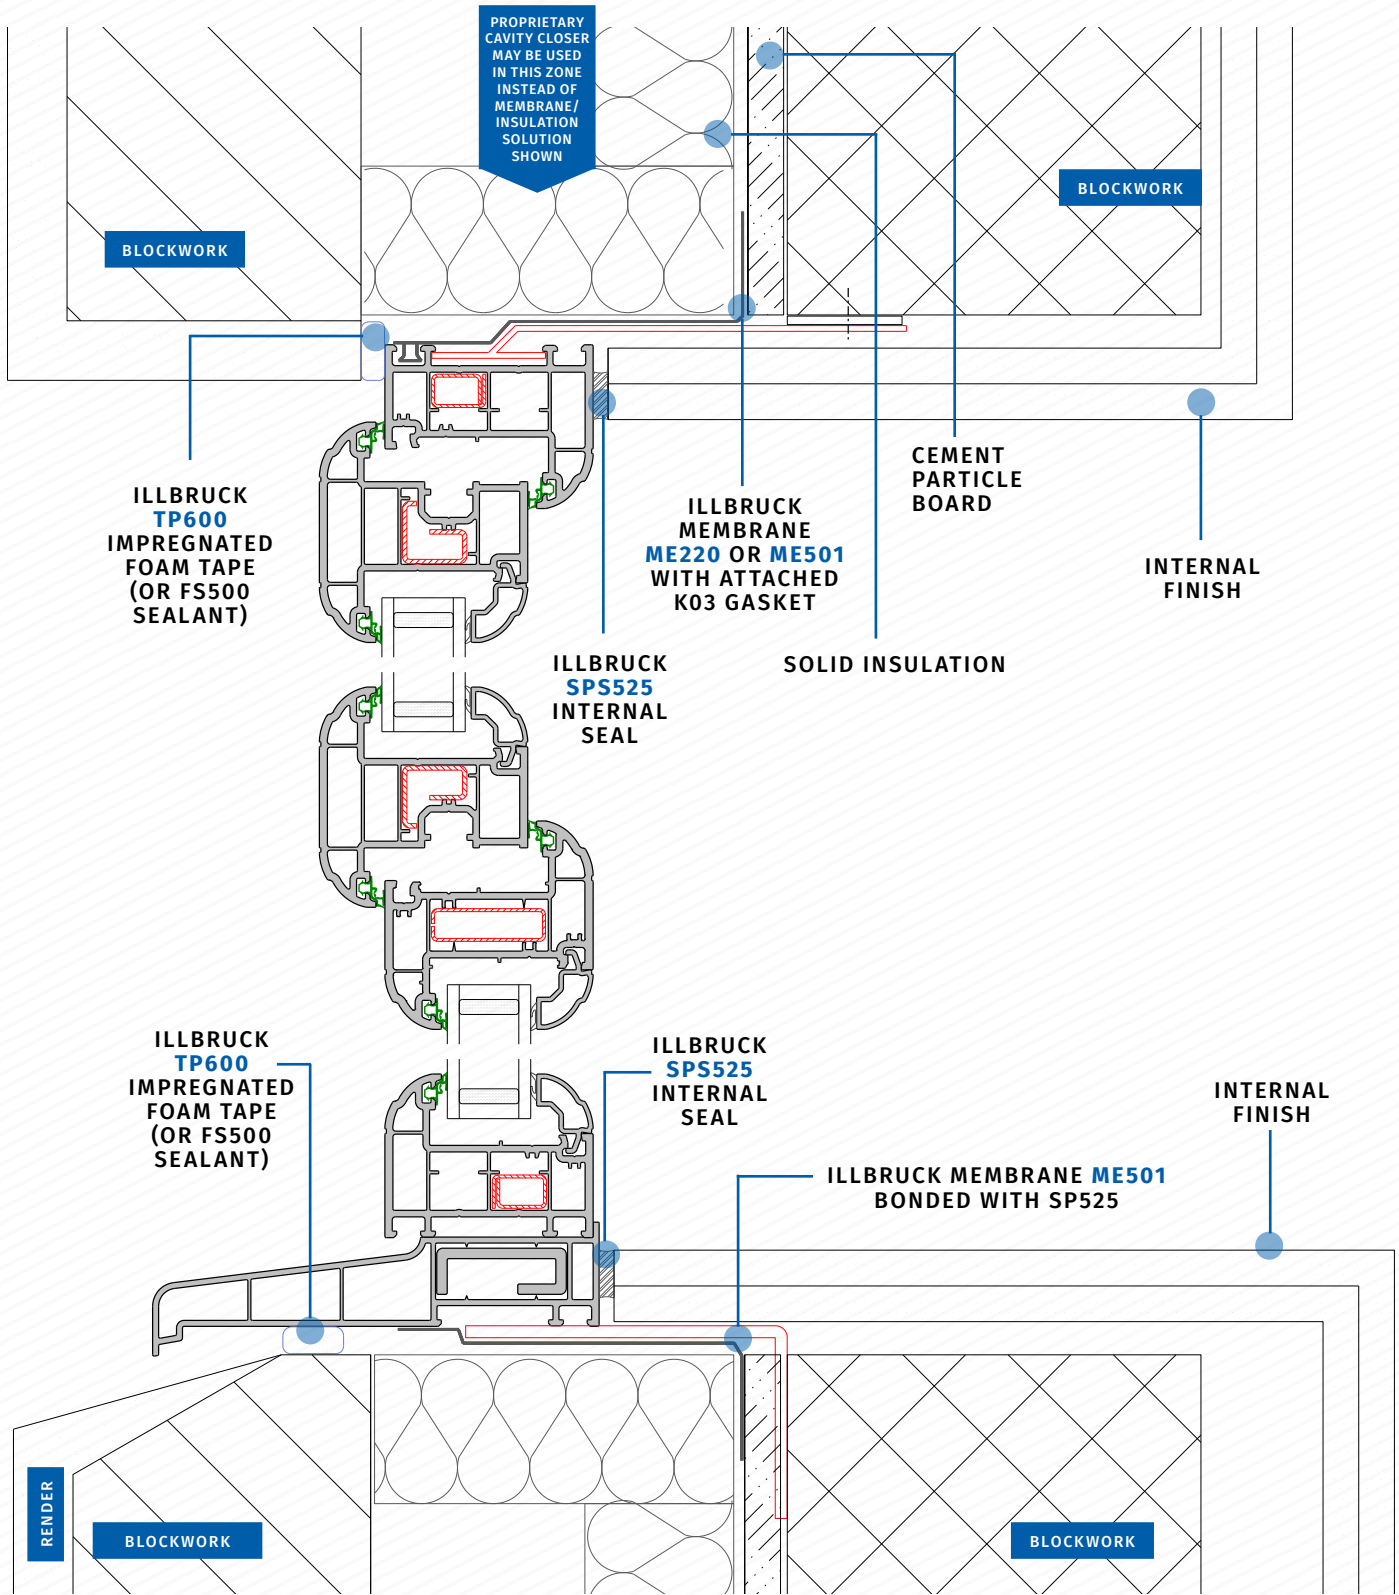 PROPRIETARY
CAVITY CLOSER
MAY BE USED
IN THIS ZONE
INSTEAD OF
MEMBRANE/
INSULATION
SOLUTION
SHOWN
BLOCKWORK
BLOCKWORK
ILLBRUCK
TP600
IMPREGNATED
FOAM TAPE
(OR FS500
SEALANT)
ILLBRUCK
MEMBRANE
ME220 OR ME501
WITH ATTACHED
K03 GASKET
CEMENT
PARTICLE
BOARD
INTERNAL
FINISH
ILLBRUCK
SPS525
INTERNAL
SEAL
SOLID INSULATION
ILLBRUCK
TP600
IMPREGNATED
FOAM TAPE
(OR FS500
SEALANT)
ILLBRUCK
SPS525
INTERNAL
SEAL
INTERNAL
FINISH
ILLBRUCK MEMBRANE ME501
BONDED WITH SP525
RENDER
BLOCKWORK
BLOCKWORK